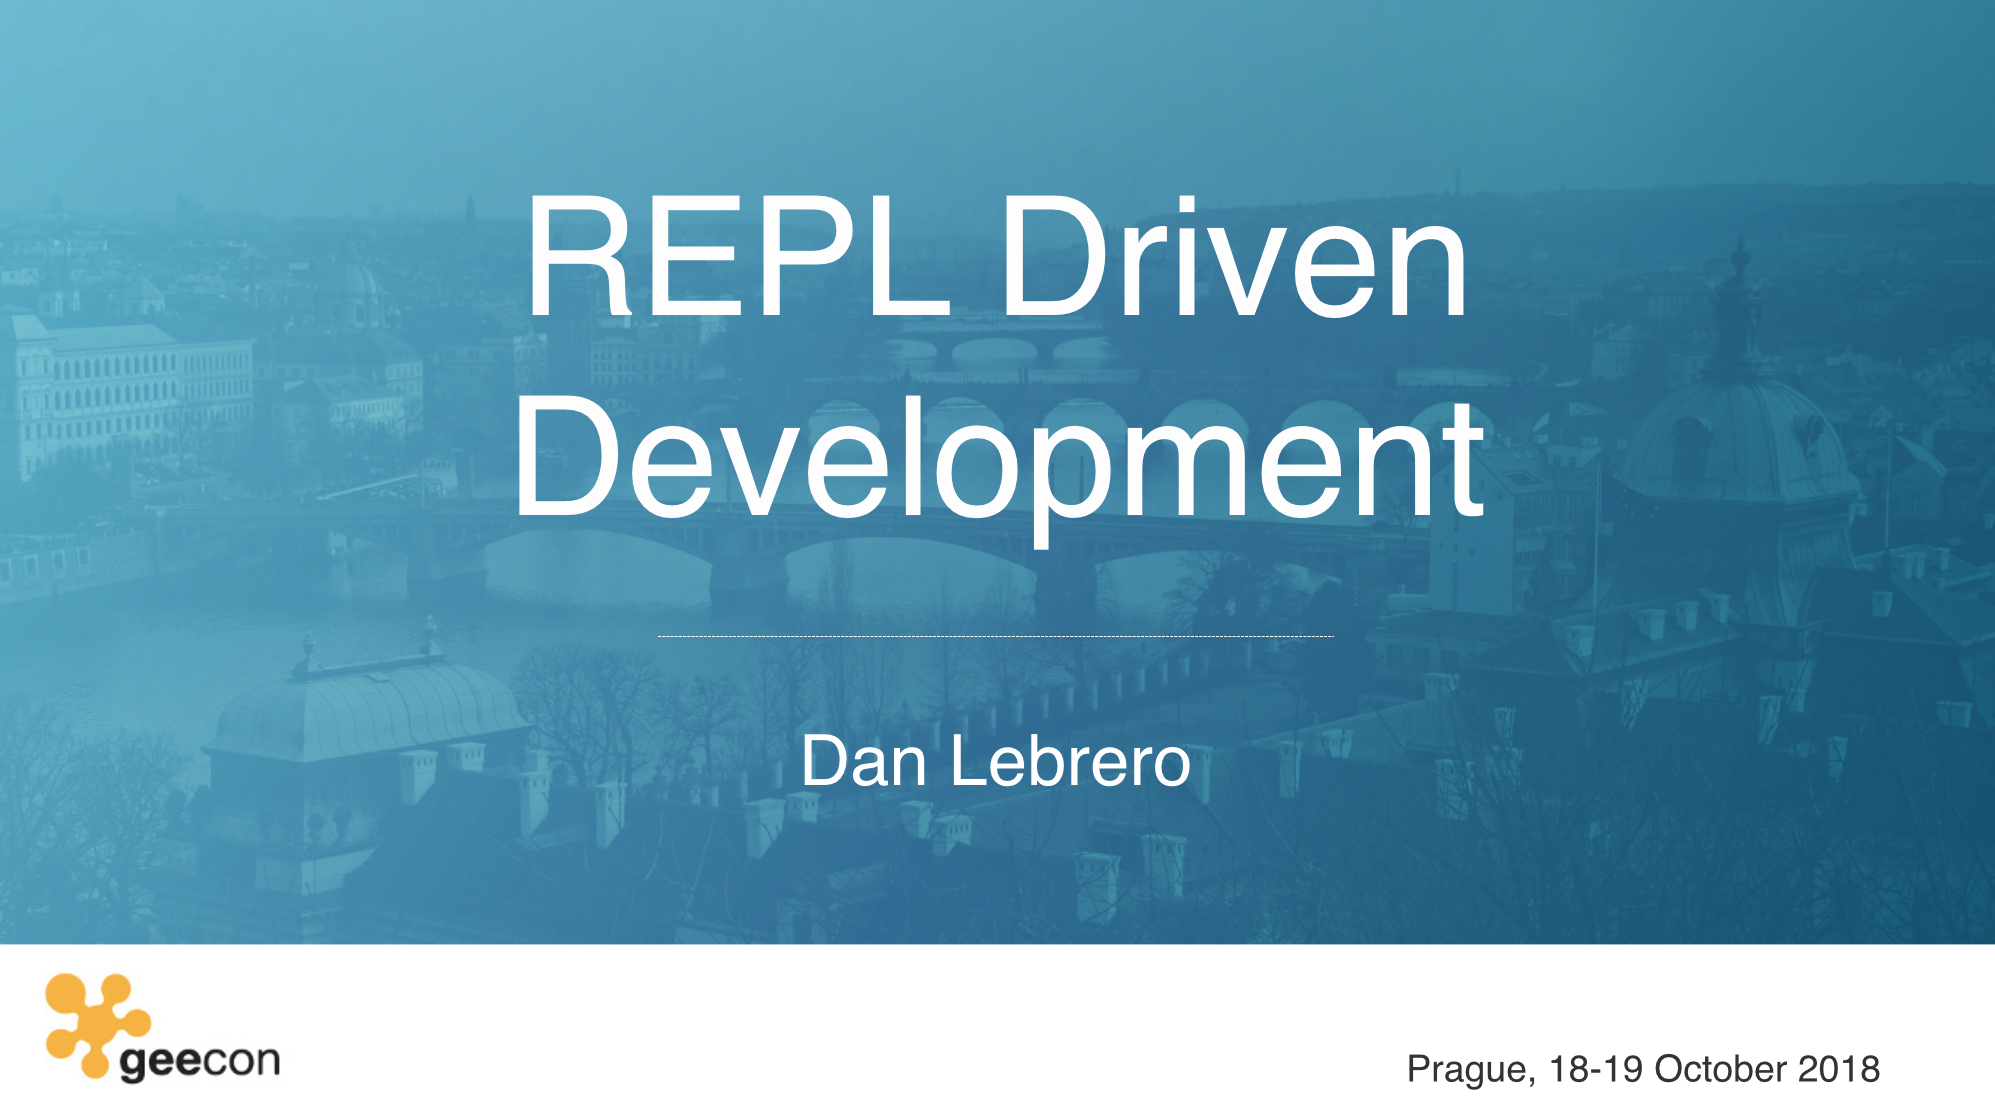 REPL Driven
Development
Dan Lebrero
geecon
Prague, 18-19 October 2018